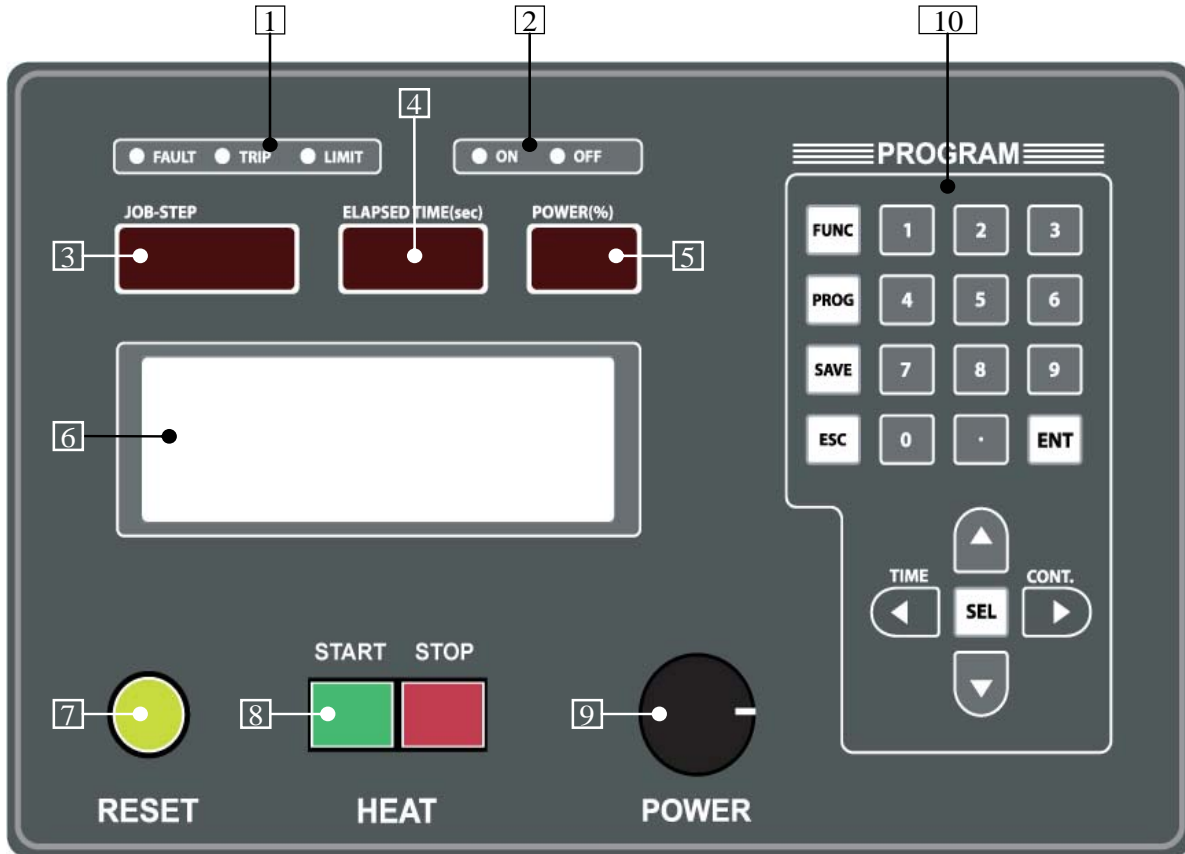 1 2 10
4
FAULT TRIP LIMIT ON OFF
PROGRAM
JOB-STEP ELAPSED TIME(sec) POWER(%)
3 5
FUNC 1 2 3
PROG 4 5 6
SAVE 7 8 9
6
ESC 0 · ENT
TIME CONT.
SEL
START STOP
7 8 9
RESET HEAT POWER